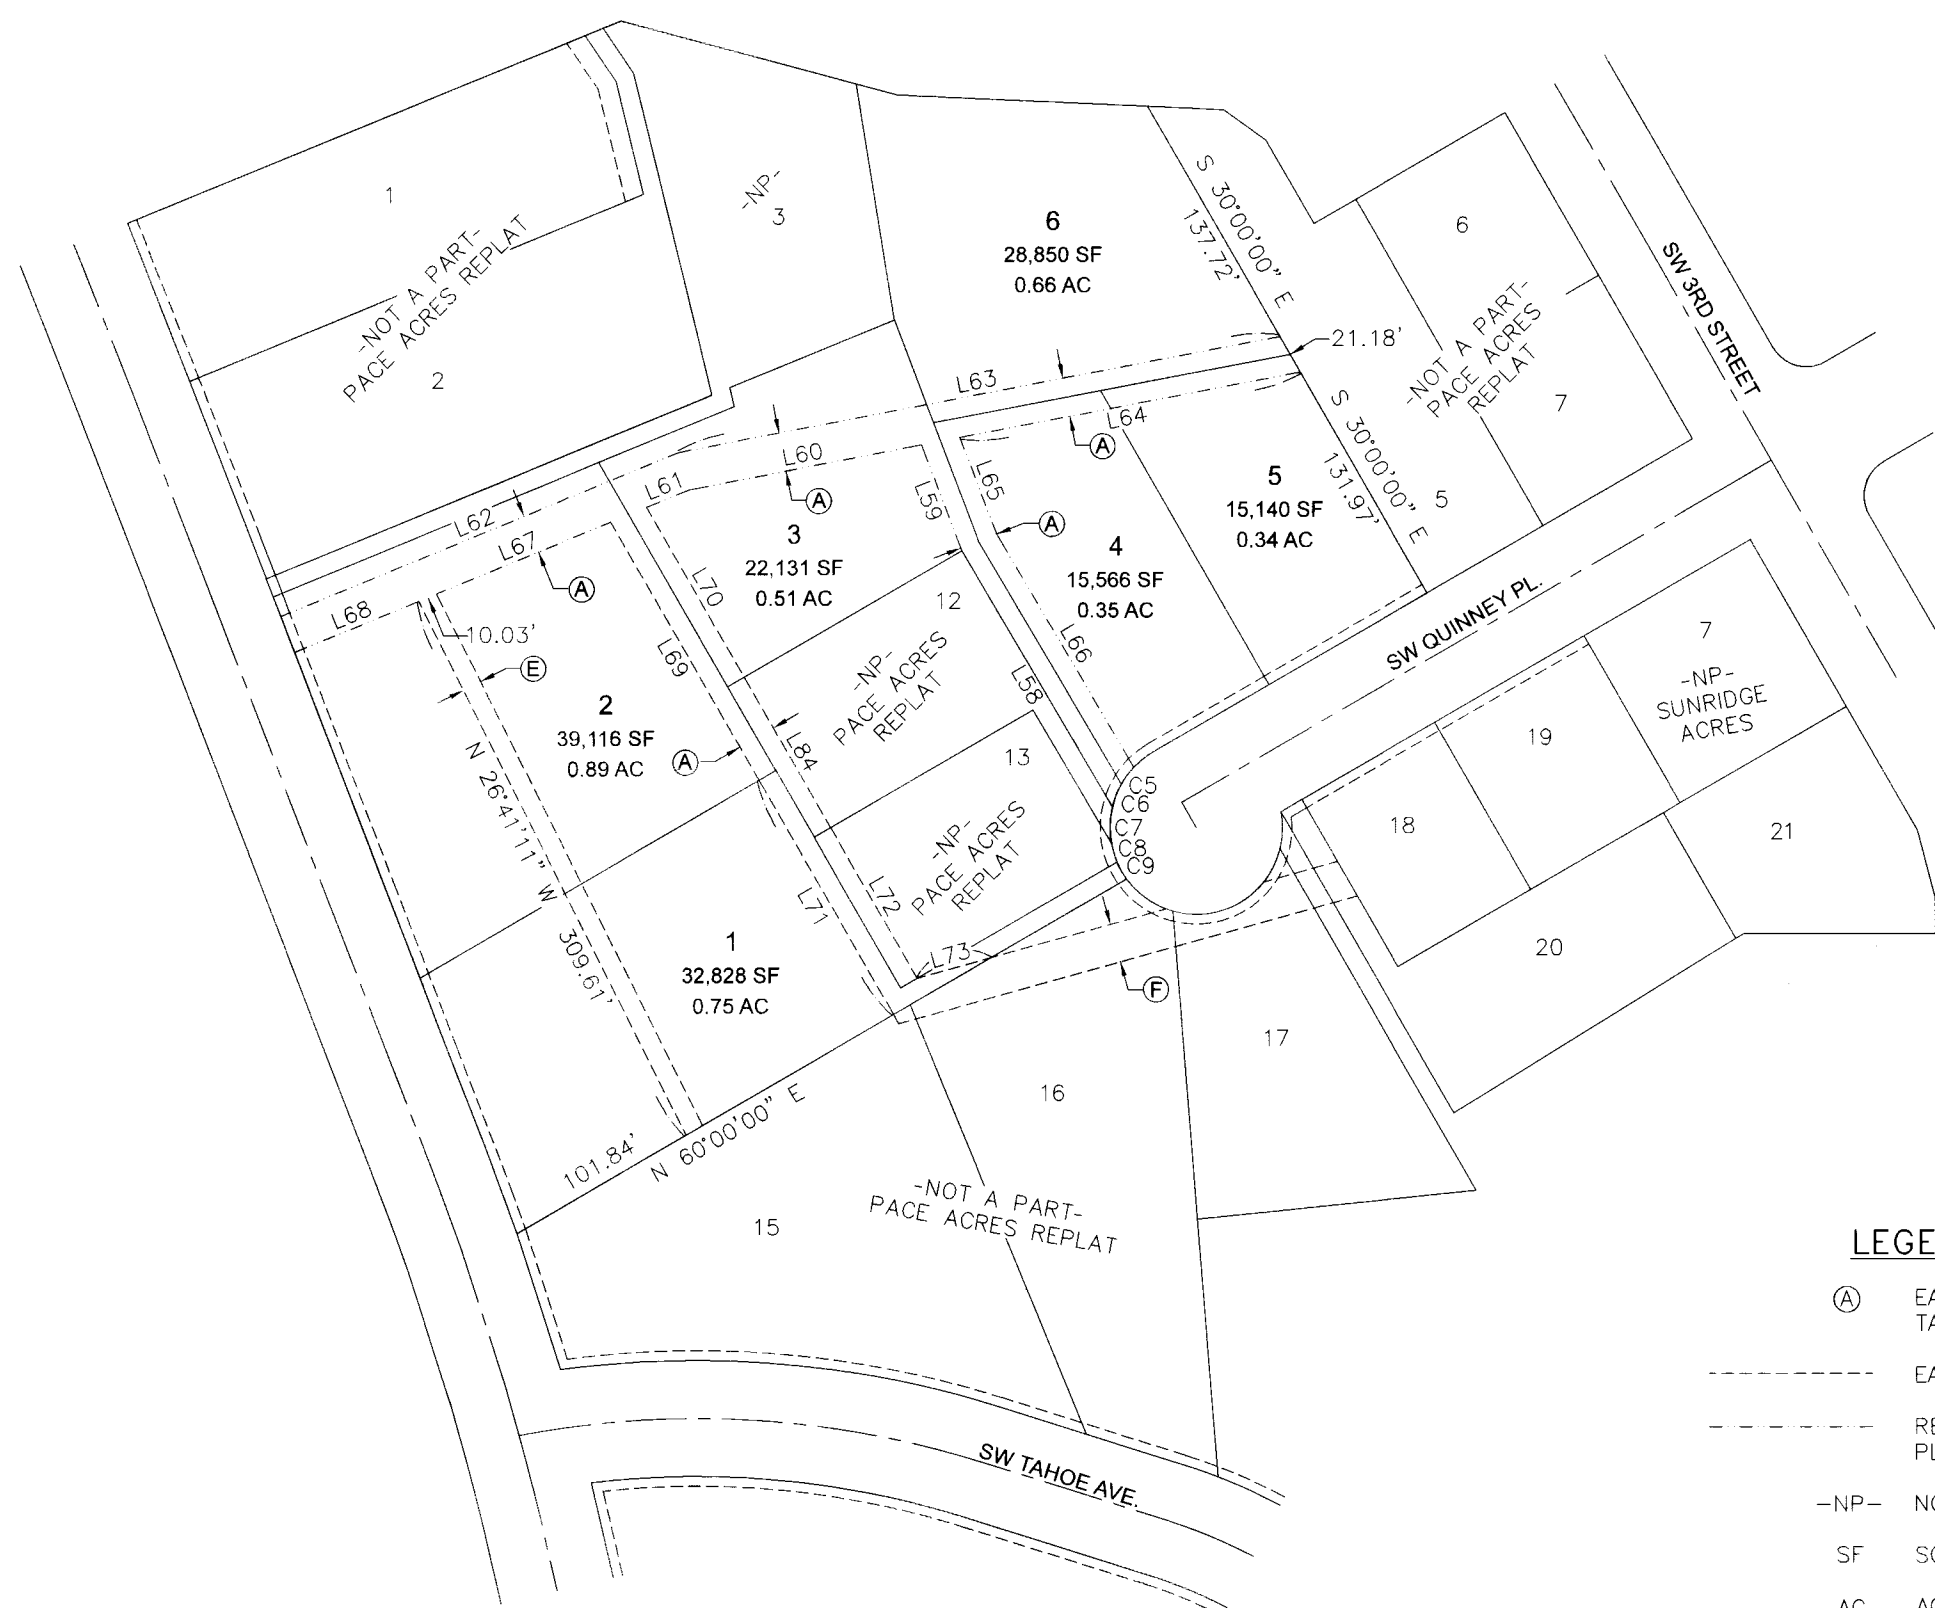 1
-NOT A PART-
PACE ACRES REPLAT
2
-NP-
3
6
28,850 SF
0.66 AC
S 30°00'00" E
137.72'
21.18'
6
-NOT A PART-
PACE ACRES
REPLAT
7
5
SW 3RD STREET
L63
L64
L60
L61
L62
L67
L68
L59
L65
L70
L69
L66
L58
A
A
A
A
A
S 30°00'00" E
131.97'
5
15,140 SF
0.34 AC
3
22,131 SF
0.51 AC
4
15,566 SF
0.35 AC
10.03'
E
2
39,116 SF
0.89 AC
12
-NP-
PACE ACRES
REPLAT
L84
13
-NP-
PACE ACRES
REPLAT
SW QUINNEY PL.
C5
C6
C7
C8
C9
7
-NP-
SUNRIDGE
ACRES
19
18
21
20
N 26°41'11" W
309.61'
L71
L72
L73
1
32,828 SF
0.75 AC
F
101.84'
N 60°00'00" E
17
16
15
-NOT A PART-
PACE ACRES REPLAT
SW TAHOE AVE.
LEGE
A EA
TA
EA
RE
PL
-NP- NO
SF SQ
AC AC